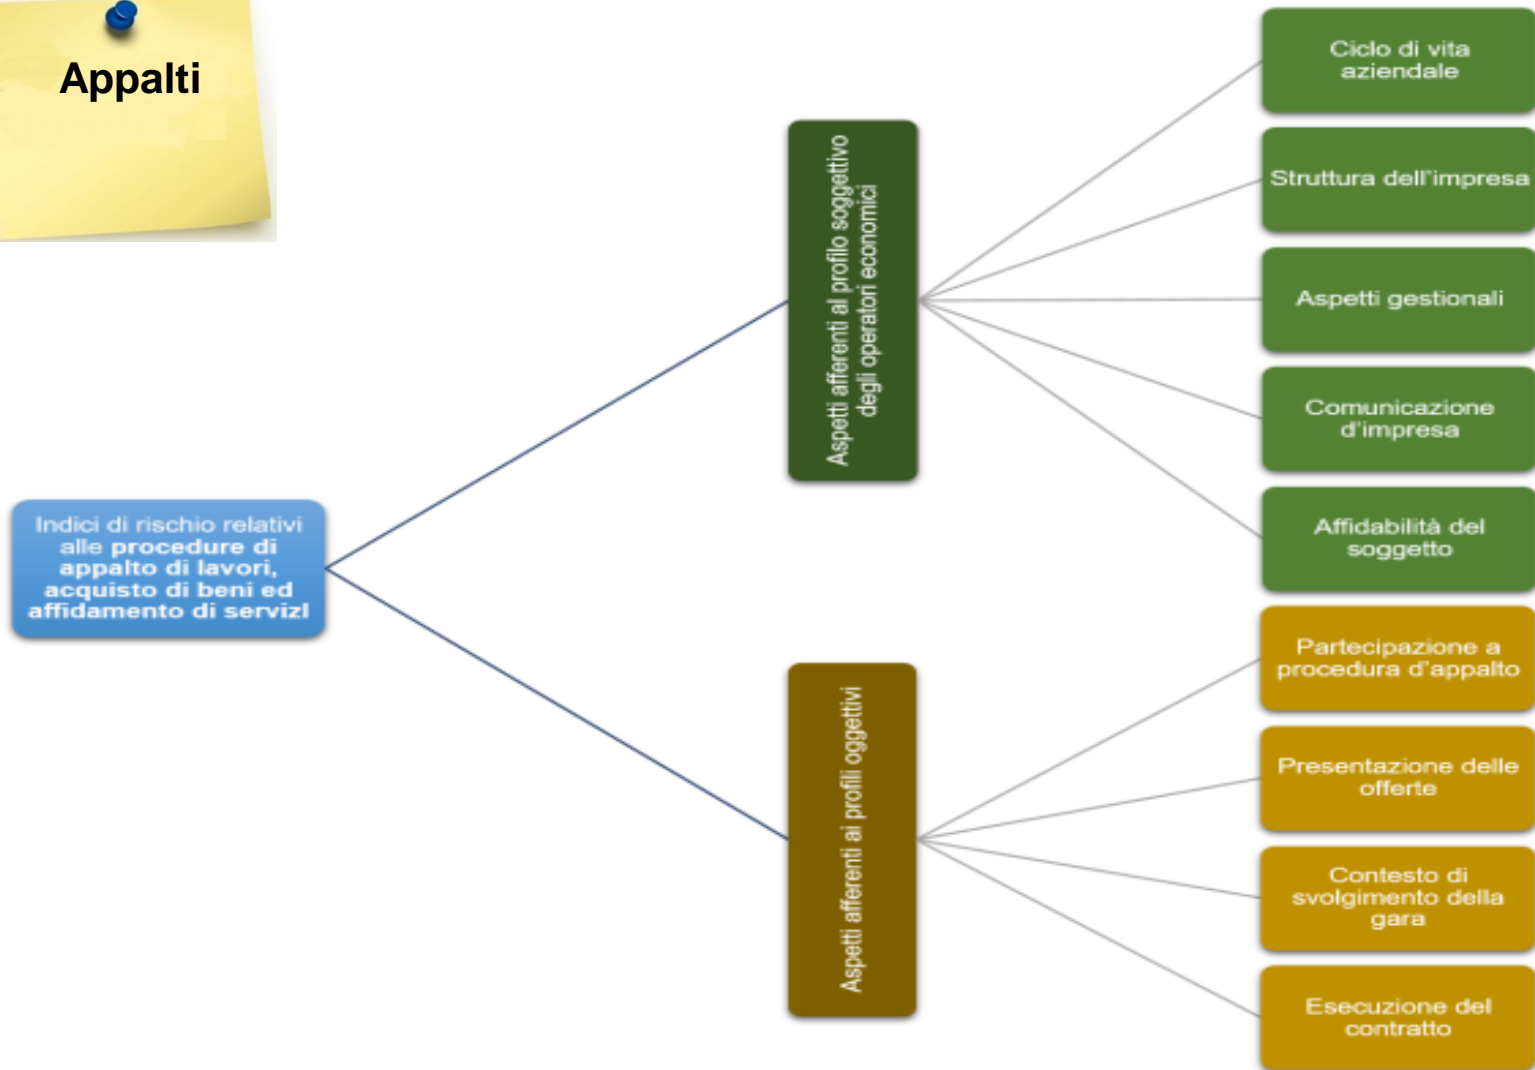 Appalti
Indici di rischio relativi
alle procedure di
appalto di lavori,
acquisto di beni ed
affidamento di servizI
Aspetti afferenti al profilo soggettivo
degli operatori economici
Ciclo di vita
aziendale
Struttura dell'impresa
Aspetti gestionali
Comunicazione
d'impresa
Affidabilità del
soggetto
Aspetti afferenti ai profili oggettivi
Partecipazione a
procedura d'appalto
Presentazione delle
offerte
Contesto di
svolgimento della
gara
Esecuzione del
contratto